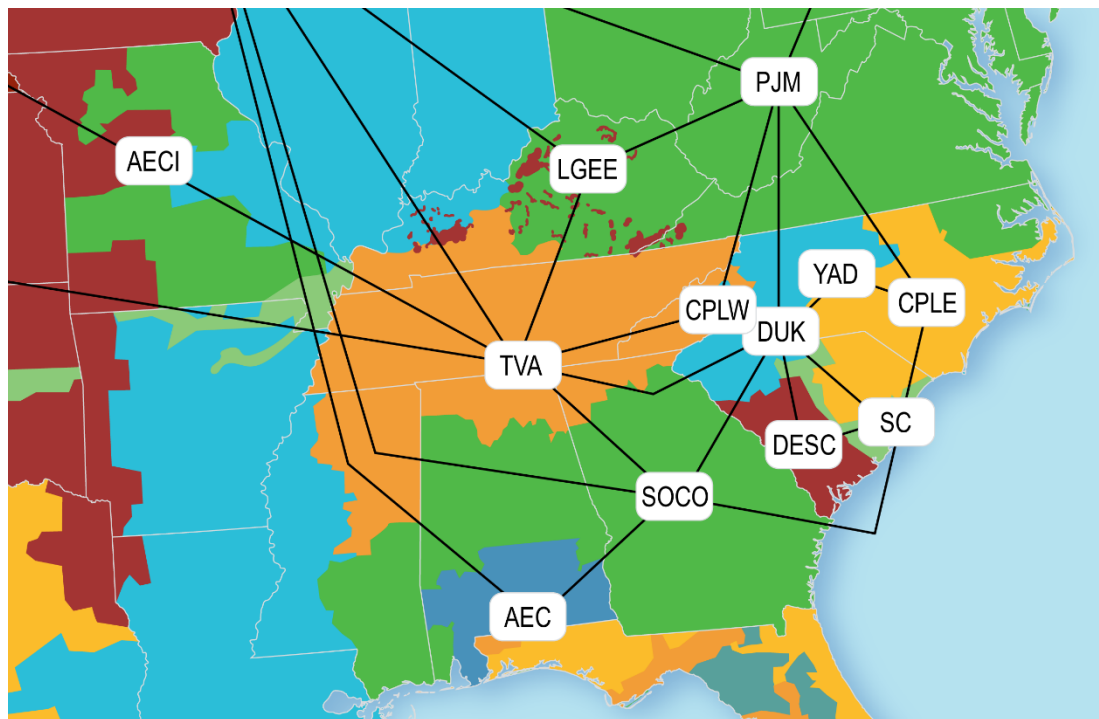 PJM
AECI
LGEE
YAD
CPLW
CPLE
DUK
TVA
SC
DESC
SOCO
AEC